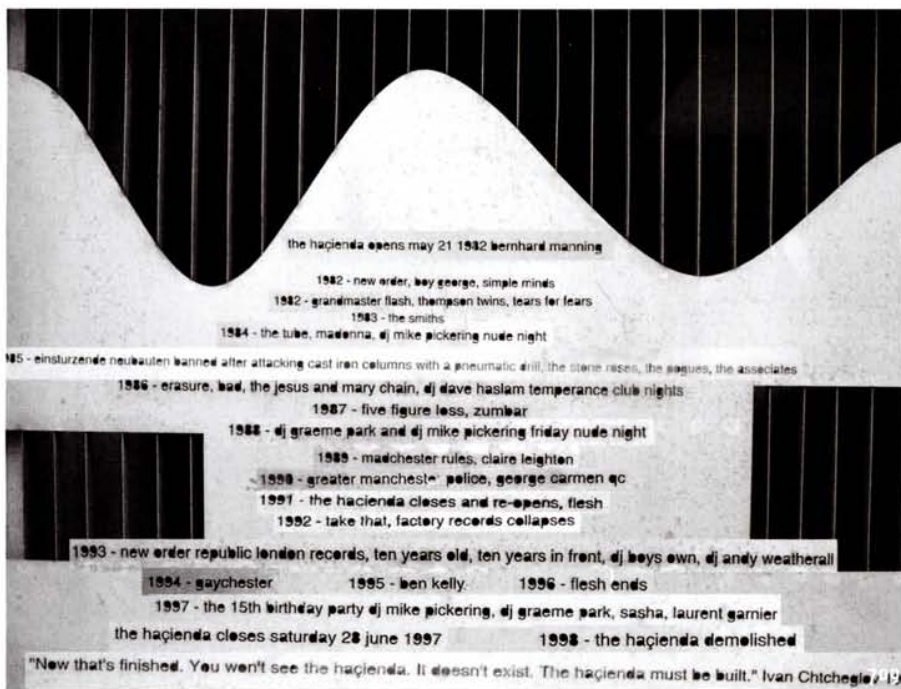 the haçienda opens may 21 1982 bernhard manning
1982 - new order, boy george, simple minds
1982 - grandmaster flash, thompson twins, tears for fears
1983 - the smiths
1984 - the tube, madonna, dj mike pickering nude night
985 - einsturzende neubauten banned after attacking cast iron columns with a pneumatic drill, the stone roses, the pogues, the associates
1986 - erasure, bad, the jesus and mary chain, dj dave haslam temperance club nights
1987 - five figure loss, zumbar
1988 - dj graeme park and dj mike pickering friday nude night
1989 - madchester rules, claire leighton
1990 - greater manchester police, george carmen qc
1991 - the hacienda closes and re-opens, flesh
1992 - take that, factory records collapses
1993 - new order republic london records, ten years old, ten years in front, dj boys own, dj andy weatherall
1994 - gaychester 1995 - ben kelly. 1996 - flesh ends
1997 - the 15th birthday party dj mike pickering, dj graeme park, sasha, laurent garnier
the haçienda closes saturday 28 june 1997 1998 - the haçienda demolished
"Now that's finished. You won't see the haçienda. It doesn't exist. The haçienda must be built." Ivan Chtcheglo